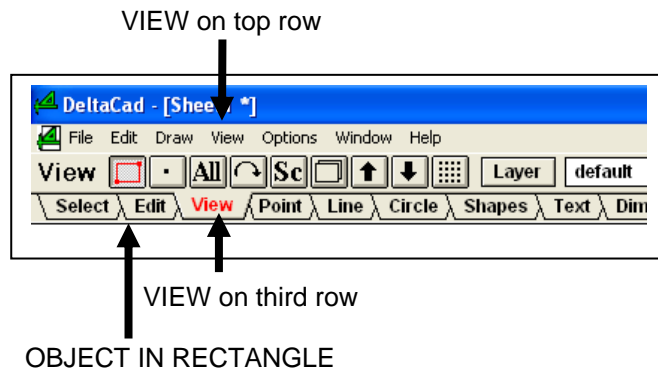 VIEW on top row
DeltaCad - [Shee *]
File Edit Draw View Options Window Help
View All Sc Layer default
Select Edit View Point Line Circle Shapes Text Dim
VIEW on third row
OBJECT IN RECTANGLE